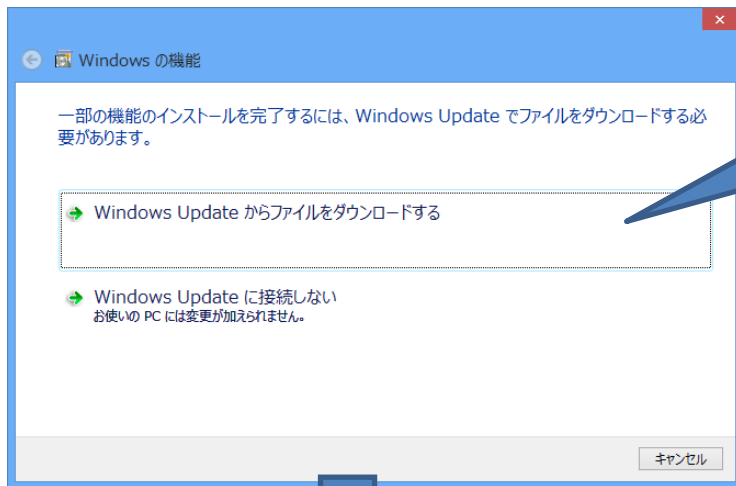 Windows の機能
一部の機能のインストールを完了するには、Windows Update でファイルをダウンロードする必
要があります。
Windows Update からファイルをダウンロードする
Windows Update に接続しない
お使いの PC には変更が加えられません。
キャンセル